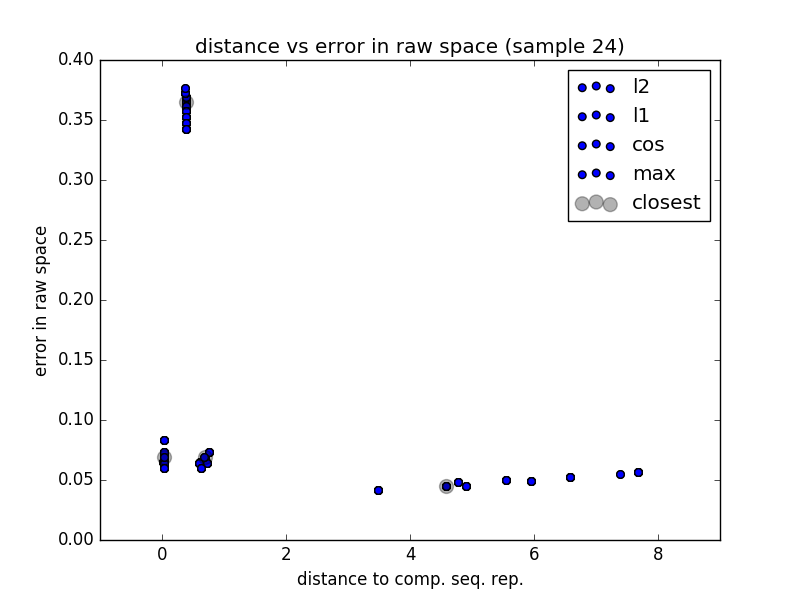 distance vs error in raw space (sample 24)
0.40
0.35
0.30
0.25
0.20
0.15
0.10
0.05
0.00
error in raw space
l2
l1
cos
max
closest
0 2 4 6 8
distance to comp. seq. rep.